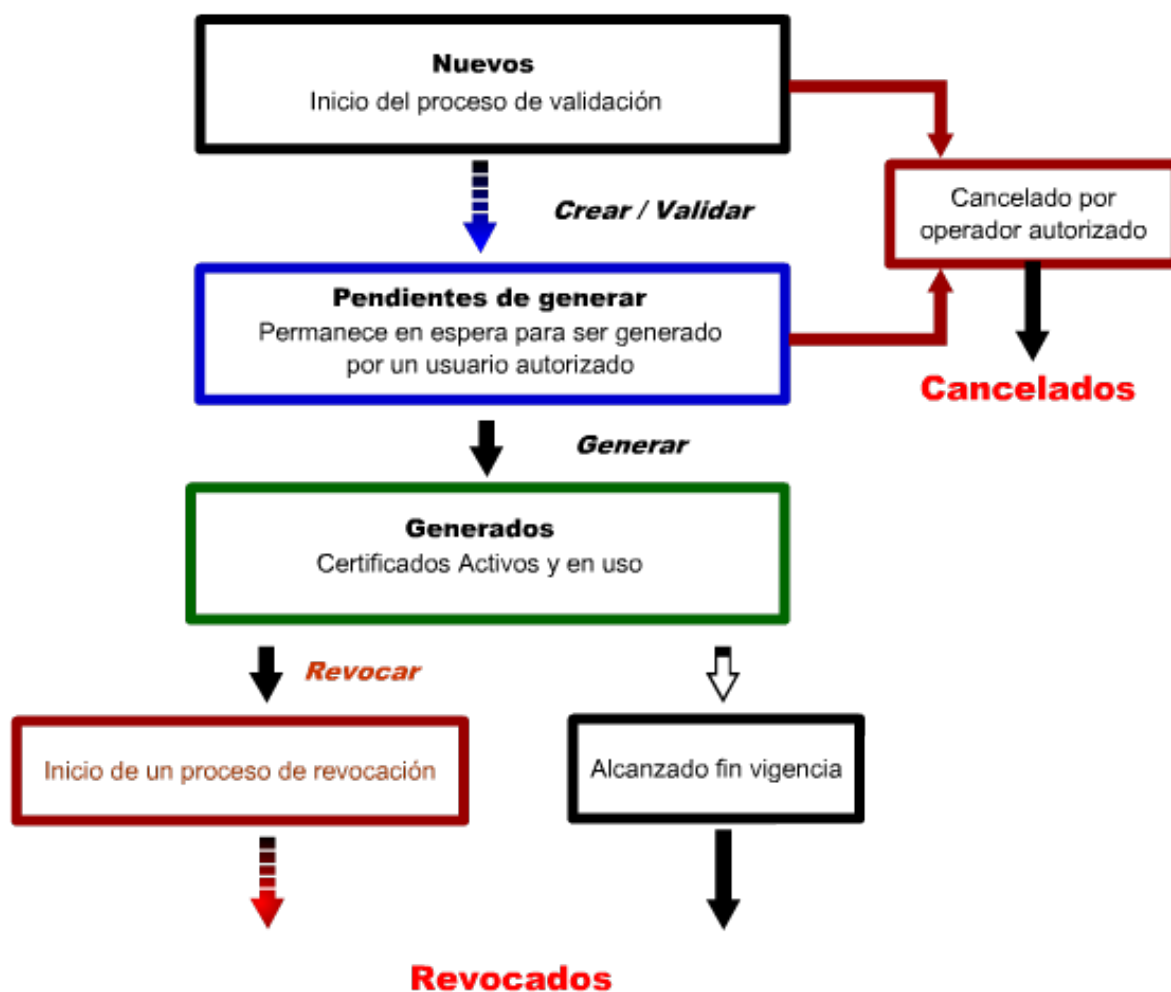 Nuevos
Inicio del proceso de validación
Crear / Validar
Cancelado por
operador autorizado
Pendientes de generar
Permanece en espera para ser generado
por un usuario autorizado
Cancelados
Generar
Generados
Certificados Activos y en uso
Revocar
Inicio de un proceso de revocación
Alcanzado fin vigencia
Revocados